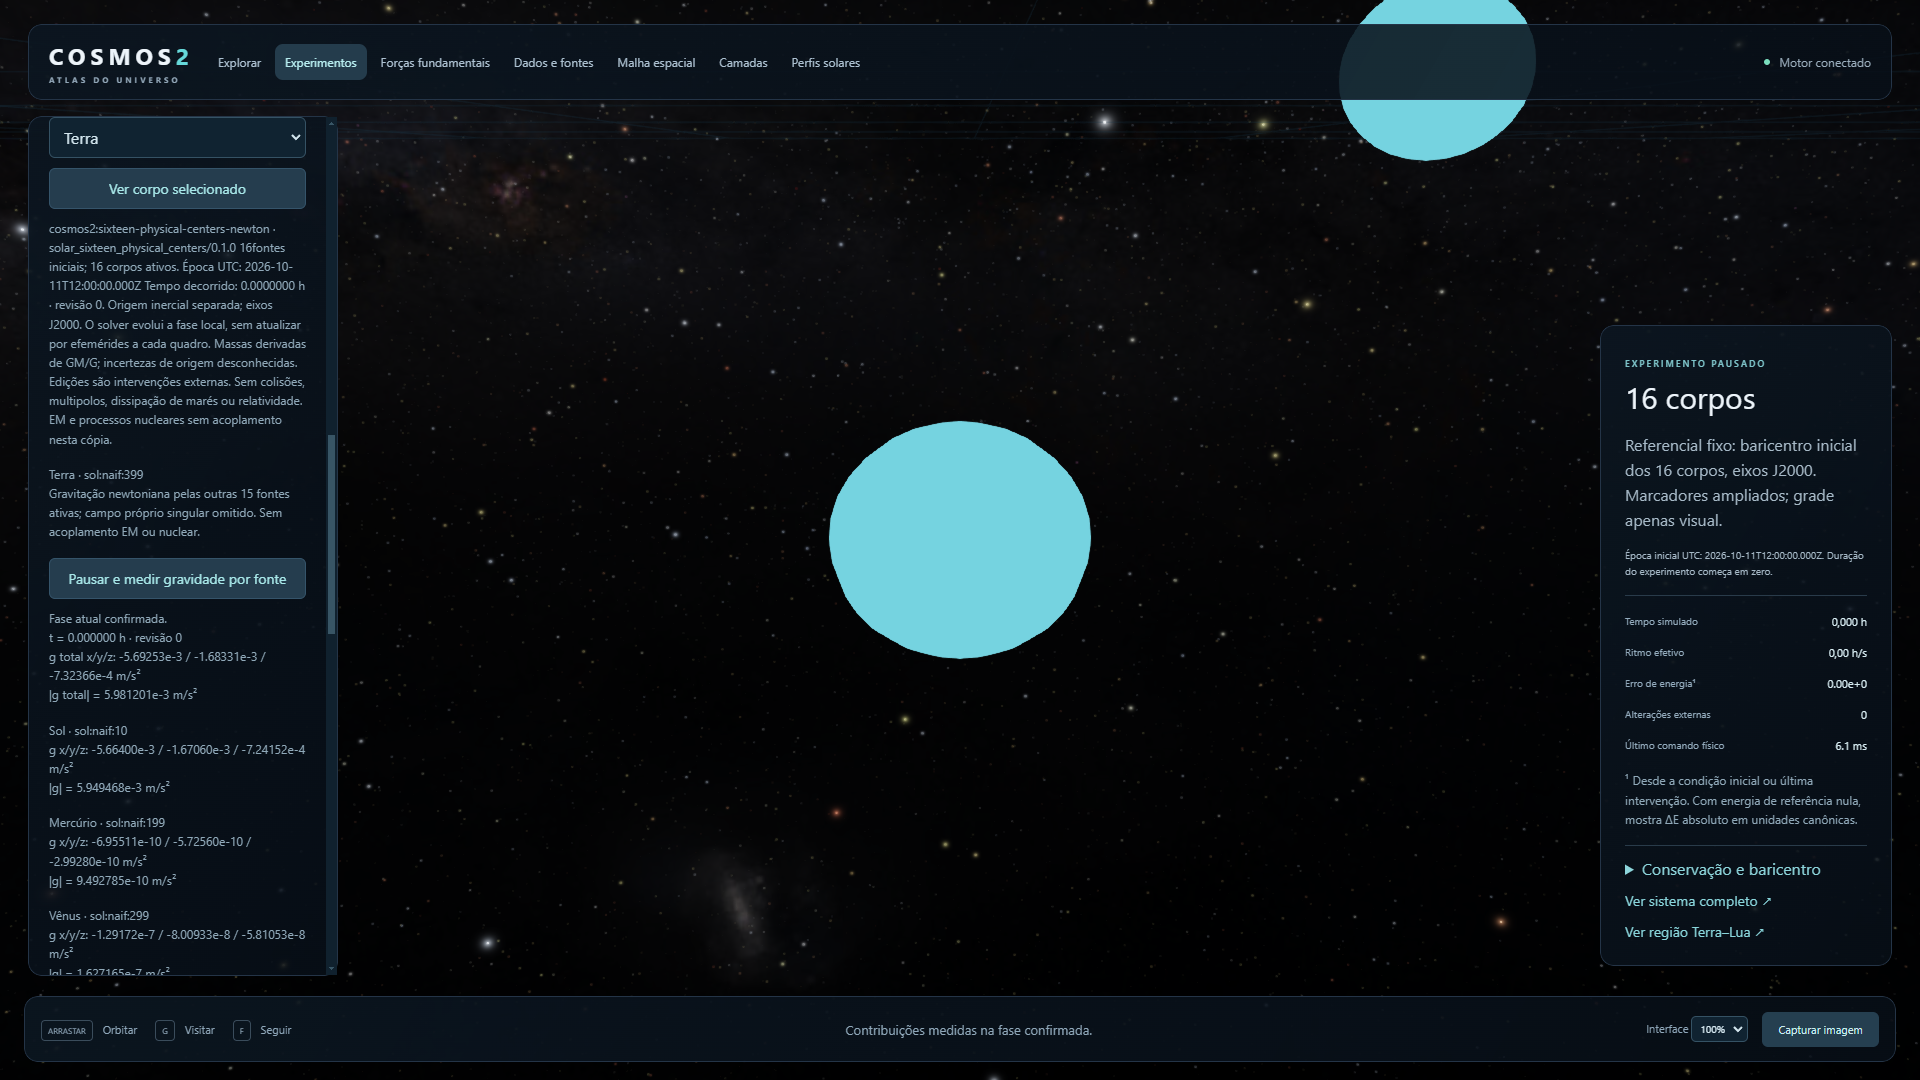 COSMOS2
ATLAS DO UNIVERSO
Explorar
Experimentos
Forças fundamentais
Dados e fontes
Malha espacial
Camadas
Perfis solares
Motor conectado
Terra
Ver corpo selecionado
cosmos2:sixteen-physical-centers-newton ·
solar_sixteen_physical_centers/0.1.0 16fontes
iniciais; 16 corpos ativos. Época UTC: 2026-10-
11T12:00:00.000Z Tempo decorrido: 0.0000000 h
· revisão 0. Origem inercial separada; eixos
J2000. O solver evolui a fase local, sem atualizar
por efemérides a cada quadro. Massas derivadas
de GM/G; incertezas de origem desconhecidas.
Edições são intervenções externas. Sem colisões,
multipolos, dissipação de marés ou relatividade.
EM e processos nucleares sem acoplamento
nesta cópia.
Terra · sol:naif:399
Gravitação newtoniana pelas outras 15 fontes
ativas; campo próprio singular omitido. Sem
acoplamento EM ou nuclear.
Pausar e medir gravidade por fonte
Fase atual confirmada.
t = 0.000000 h · revisão 0
g total x/y/z: -5.69253e-3 / -1.68331e-3 /
-7.32366e-4 m/s²
|g total| = 5.981201e-3 m/s²
Sol · sol:naif:10
g x/y/z: -5.66400e-3 / -1.67060e-3 / -7.24152e-4
m/s²
|g| = 5.949468e-3 m/s²
Mercúrio · sol:naif:199
g x/y/z: -6.95511e-10 / -5.72560e-10 /
-2.99280e-10 m/s²
|g| = 9.492785e-10 m/s²
Vênus · sol:naif:299
g x/y/z: -1.29172e-7 / -8.00933e-8 / -5.81053e-8
m/s²
|g| = 1.627165e-7 m/s²
EXPERIMENTO PAUSADO
16 corpos
Referencial fixo: baricentro inicial
dos 16 corpos, eixos J2000.
Marcadores ampliados; grade
apenas visual.
Época inicial UTC: 2026-10-11T12:00:00.000Z. Duração
do experimento começa em zero.
Tempo simulado 0,000 h
Ritmo efetivo 0,00 h/s
Erro de energia¹ 0.00e+0
Alterações externas 0
Último comando físico 6.1 ms
¹ Desde a condição inicial ou última
intervenção. Com energia de referência nula,
mostra ΔE absoluto em unidades canônicas.
▶ Conservação e baricentro
Ver sistema completo ↗
Ver região Terra–Lua ↗
ARRASTAR Orbitar G Visitar F Seguir
Contribuições medidas na fase confirmada.
Interface 100%
Capturar imagem